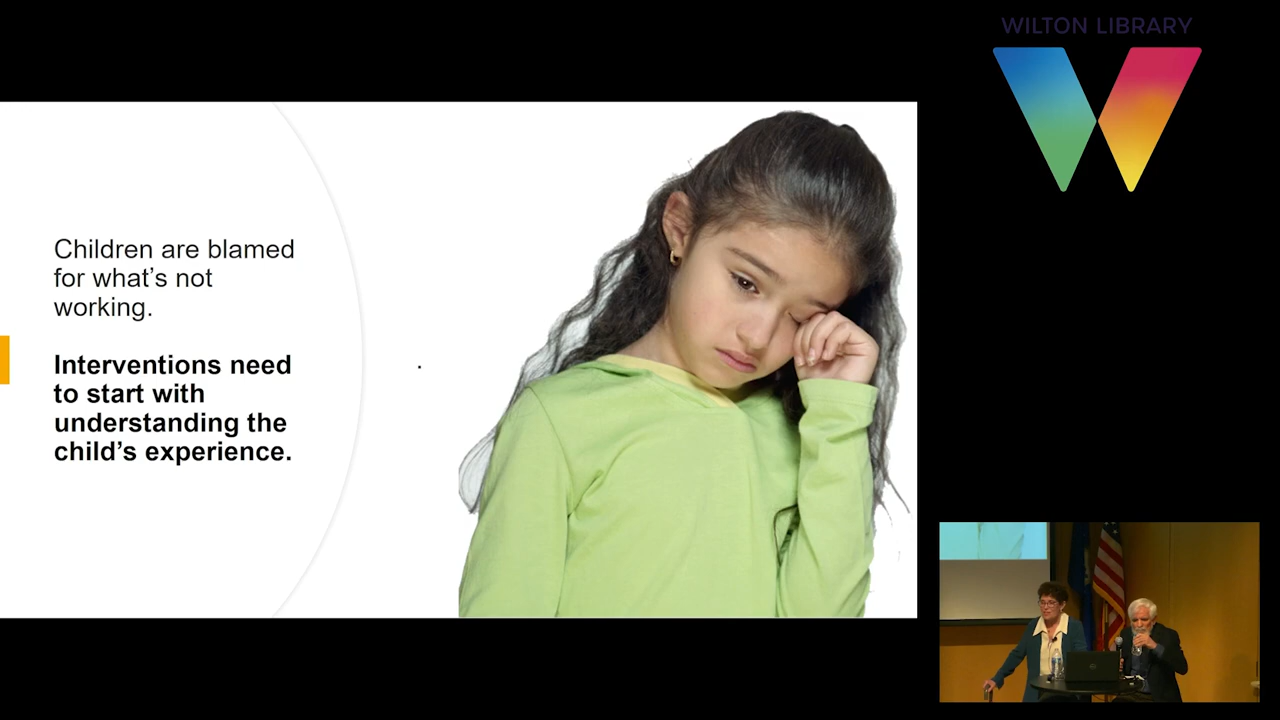 WILTON LIBRARY
Children are blamed
for what's not
working.
Interventions need
to start with
understanding the
child's experience.